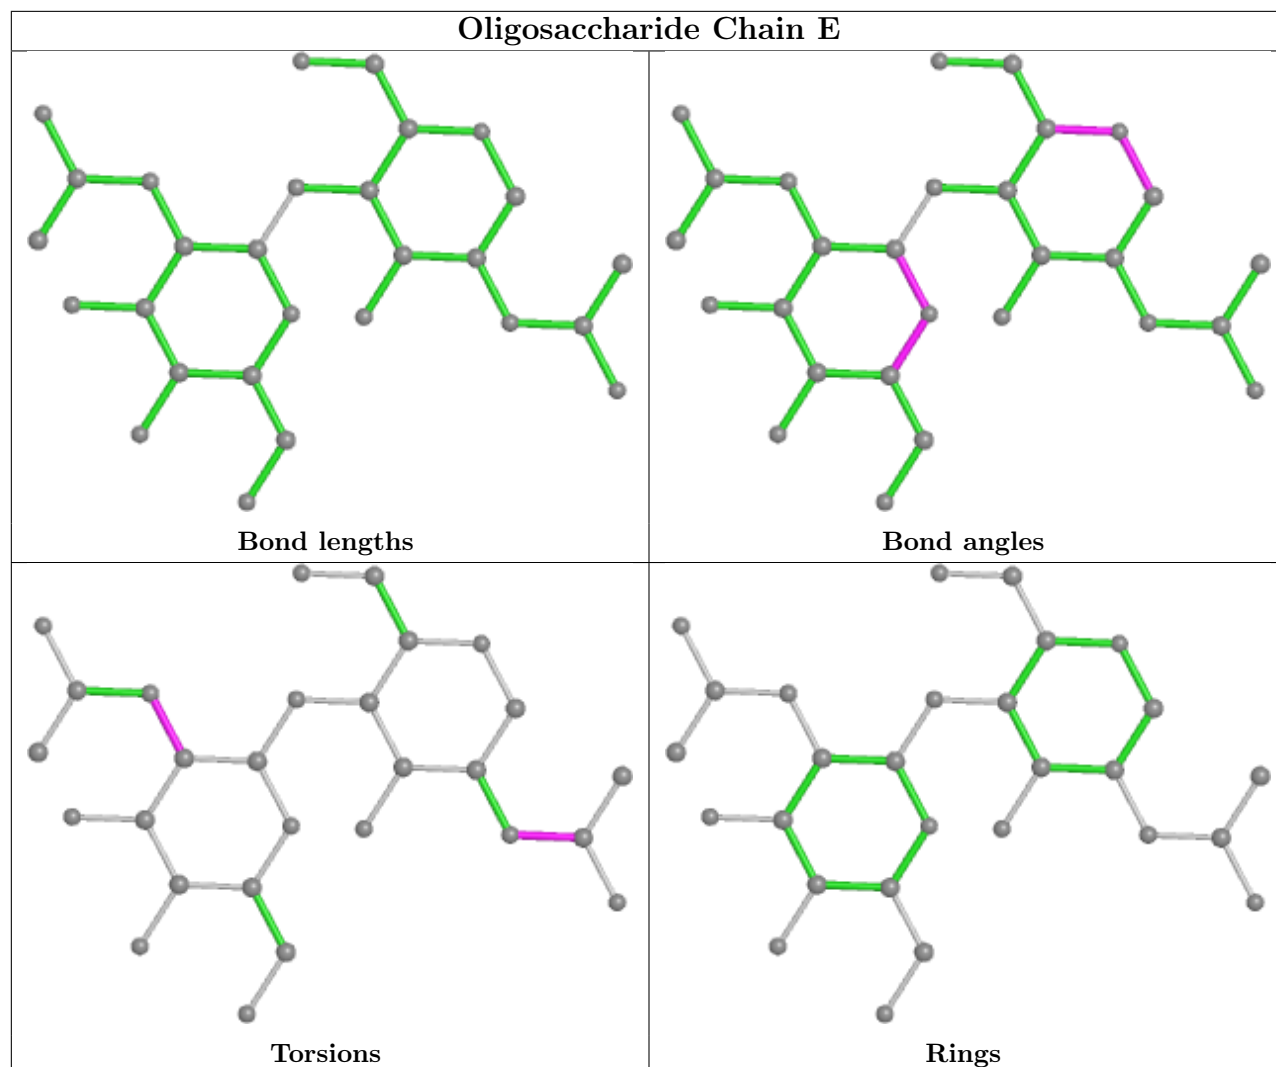 Oligosaccharide Chain E
Bond lengths
Bond angles
Torsions
Rings